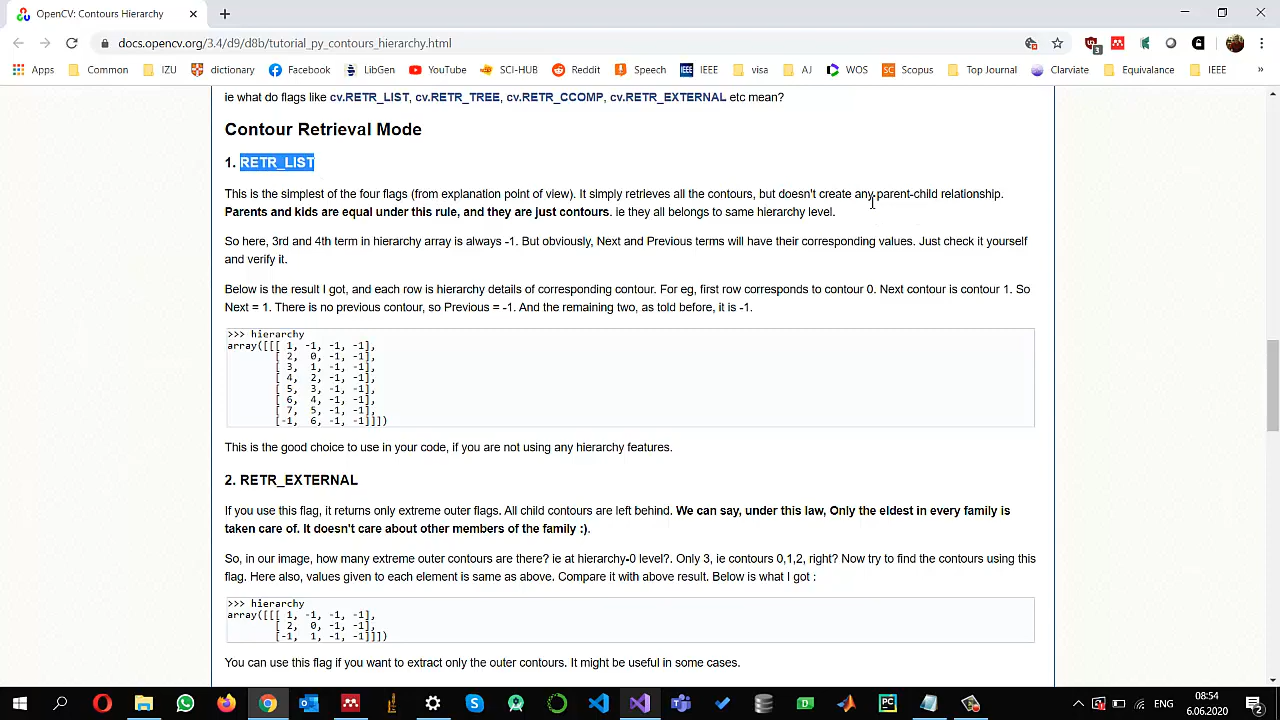 OpenCV: Contours Hierarchy
docs.opencv.org/3.4/d9/d8b/tutorial_py_contours_hierarchy.html
3
Apps Common IZU dictionary Facebook LibGen YouTube SCI-HUB Reddit Speech IEEE visa AJ WOS Scopus Top Journal Clarviate Equivalance IEEE »
ie what do flags like cv.RETR_LIST, cv.RETR_TREE, cv.RETR_CCOMP, cv.RETR_EXTERNAL etc mean?
Contour Retrieval Mode
1. RETR_LIST
This is the simplest of the four flags (from explanation point of view). It simply retrieves all the contours, but doesn't create any parent-child relationship.
Parents and kids are equal under this rule, and they are just contours. Ie they all belongs to same hierarchy level.
So here, 3rd and 4th term in hierarchy array is always -1. But obviously, Next and Previous terms will have their corresponding values. Just check it yourself
and verify it.
Below is the result I got, and each row is hierarchy details of corresponding contour. For eg, first row corresponds to contour 0. Next contour is contour 1. So
Next = 1. There is no previous contour, so Previous = -1. And the remaining two, as told before, it is -1.
>>> hierarchy
array([[[ 1, -1, -1, -1],
[ 2, 0, -1, -1],
[ 3, 1, -1, -1],
[ 4, 2, -1, -1],
[ 5, 3, -1, -1],
[ 6, 4, -1, -1],
[ 7, 5, -1, -1],
[-1, 6, -1, -1]]])
This is the good choice to use in your code, if you are not using any hierarchy features.
2. RETR_EXTERNAL
If you use this flag, it returns only extreme outer flags. All child contours are left behind. We can say, under this law, Only the eldest in every family is
taken care of. It doesn't care about other members of the family :).
So, in our image, how many extreme outer contours are there? ie at hierarchy-0 level?. Only 3, ie contours 0,1,2, right? Now try to find the contours using this
flag. Here also, values given to each element is same as above. Compare it with above result. Below is what I got :
>>> hierarchy
array([[[ 1, -1, -1, -1],
[ 2, 0, -1, -1],
[-1, 1, -1, -1]]])
You can use this flag if you want to extract only the outer contours. It might be useful in some cases.
ENG
08:54
6.06.2020
2